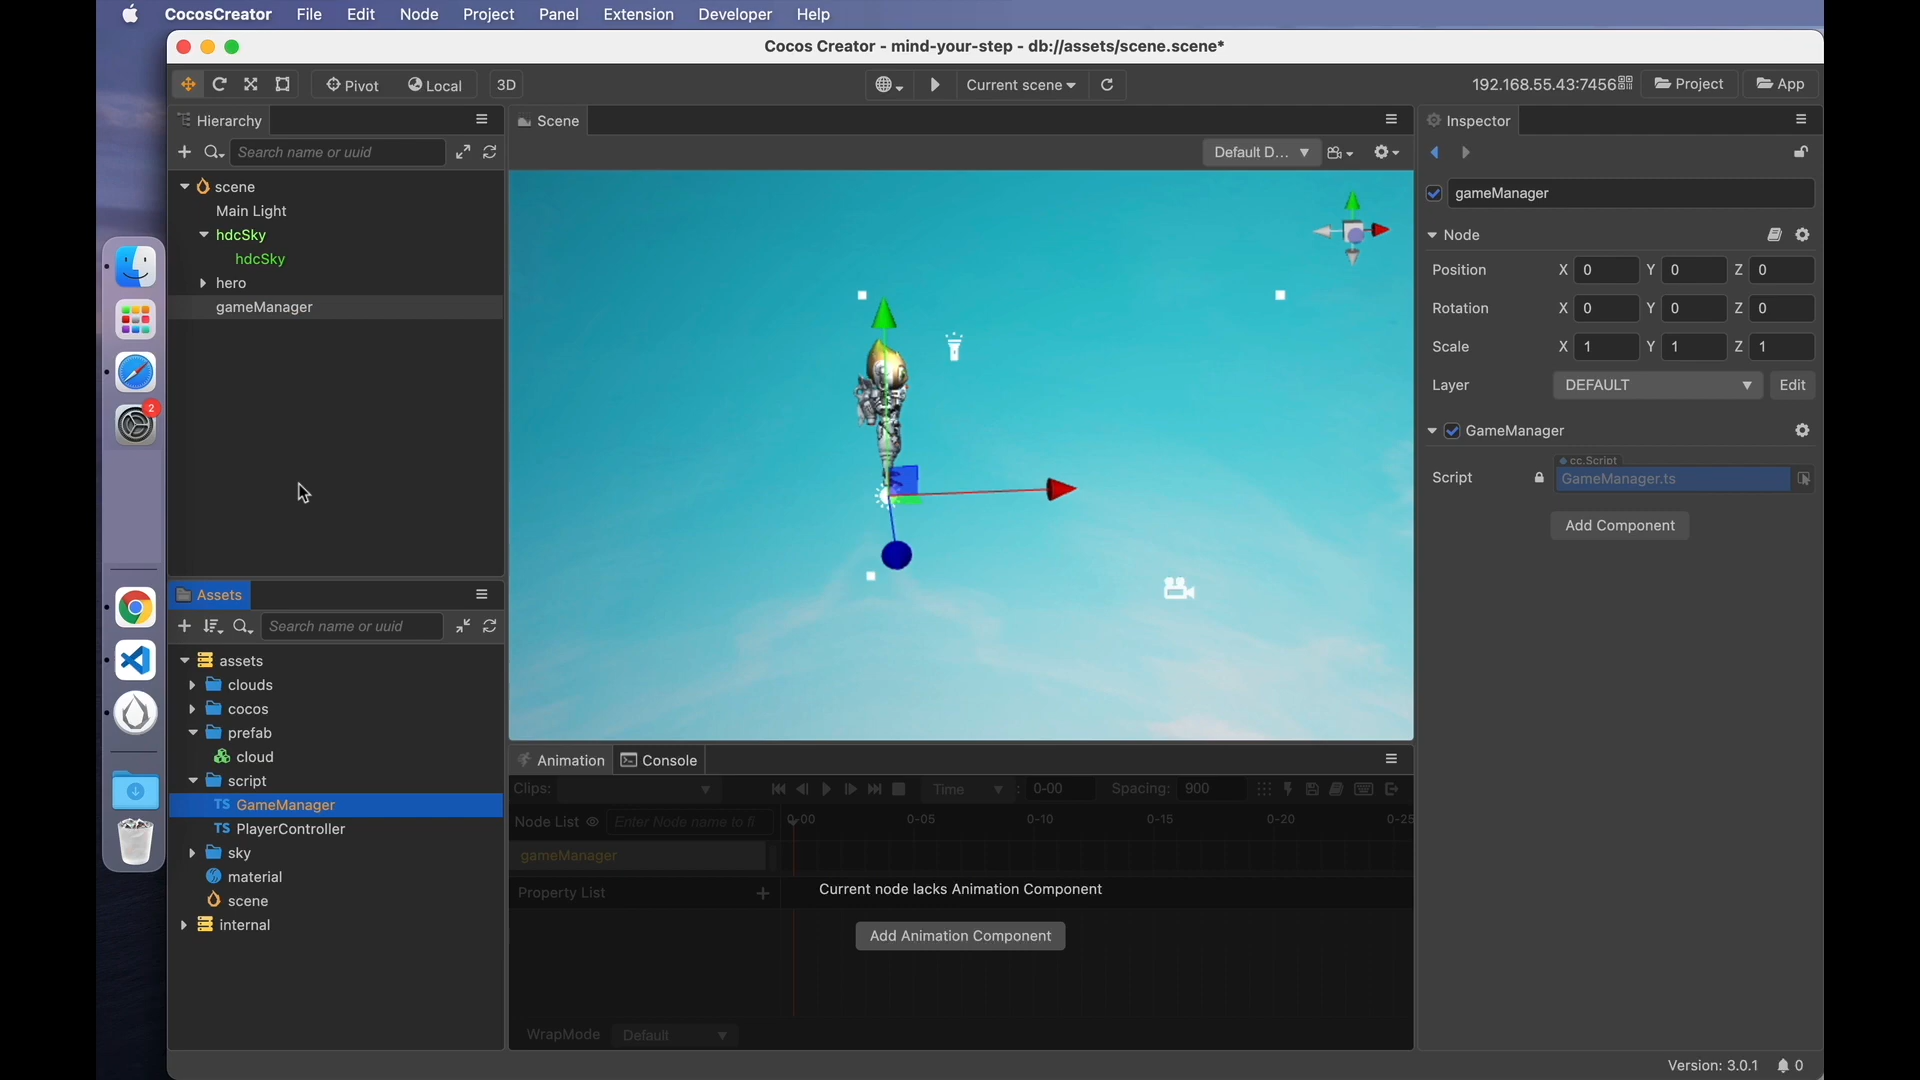 CocosCreator File Edit Node Project Panel Extension Developer Help
Cocos Creator - mind-your-step - db://assets/scene.scene*
Pivot Local 3D Current scene 192.168.55.43:7456 Project App
Hierarchy
Search name or uuid
scene
Main Light
hdcSky
hdcSky
hero
gameManager
2
Assets
Search name or uuid
assets
clouds
cocos
prefab
cloud
script
TS GameManager
TS PlayerController
sky
material
scene
internal
Scene
Default D...
Animation Console
Clips: Time : 0-00 Spacing: 900
Node List Enter Node name to fi 0-00 0-05 0-10 0-15 0-20 0-25
gameManager
Property List
Current node lacks Animation Component
Add Animation Component
WrapMode Default
Inspector
gameManager
Node
Position X 0 Y 0 Z 0
Rotation X 0 Y 0 Z 0
Scale X 1 Y 1 Z 1
Layer DEFAULT Edit
GameManager
cc.Script
Script GameManager.ts
Add Component
Version: 3.0.1 0